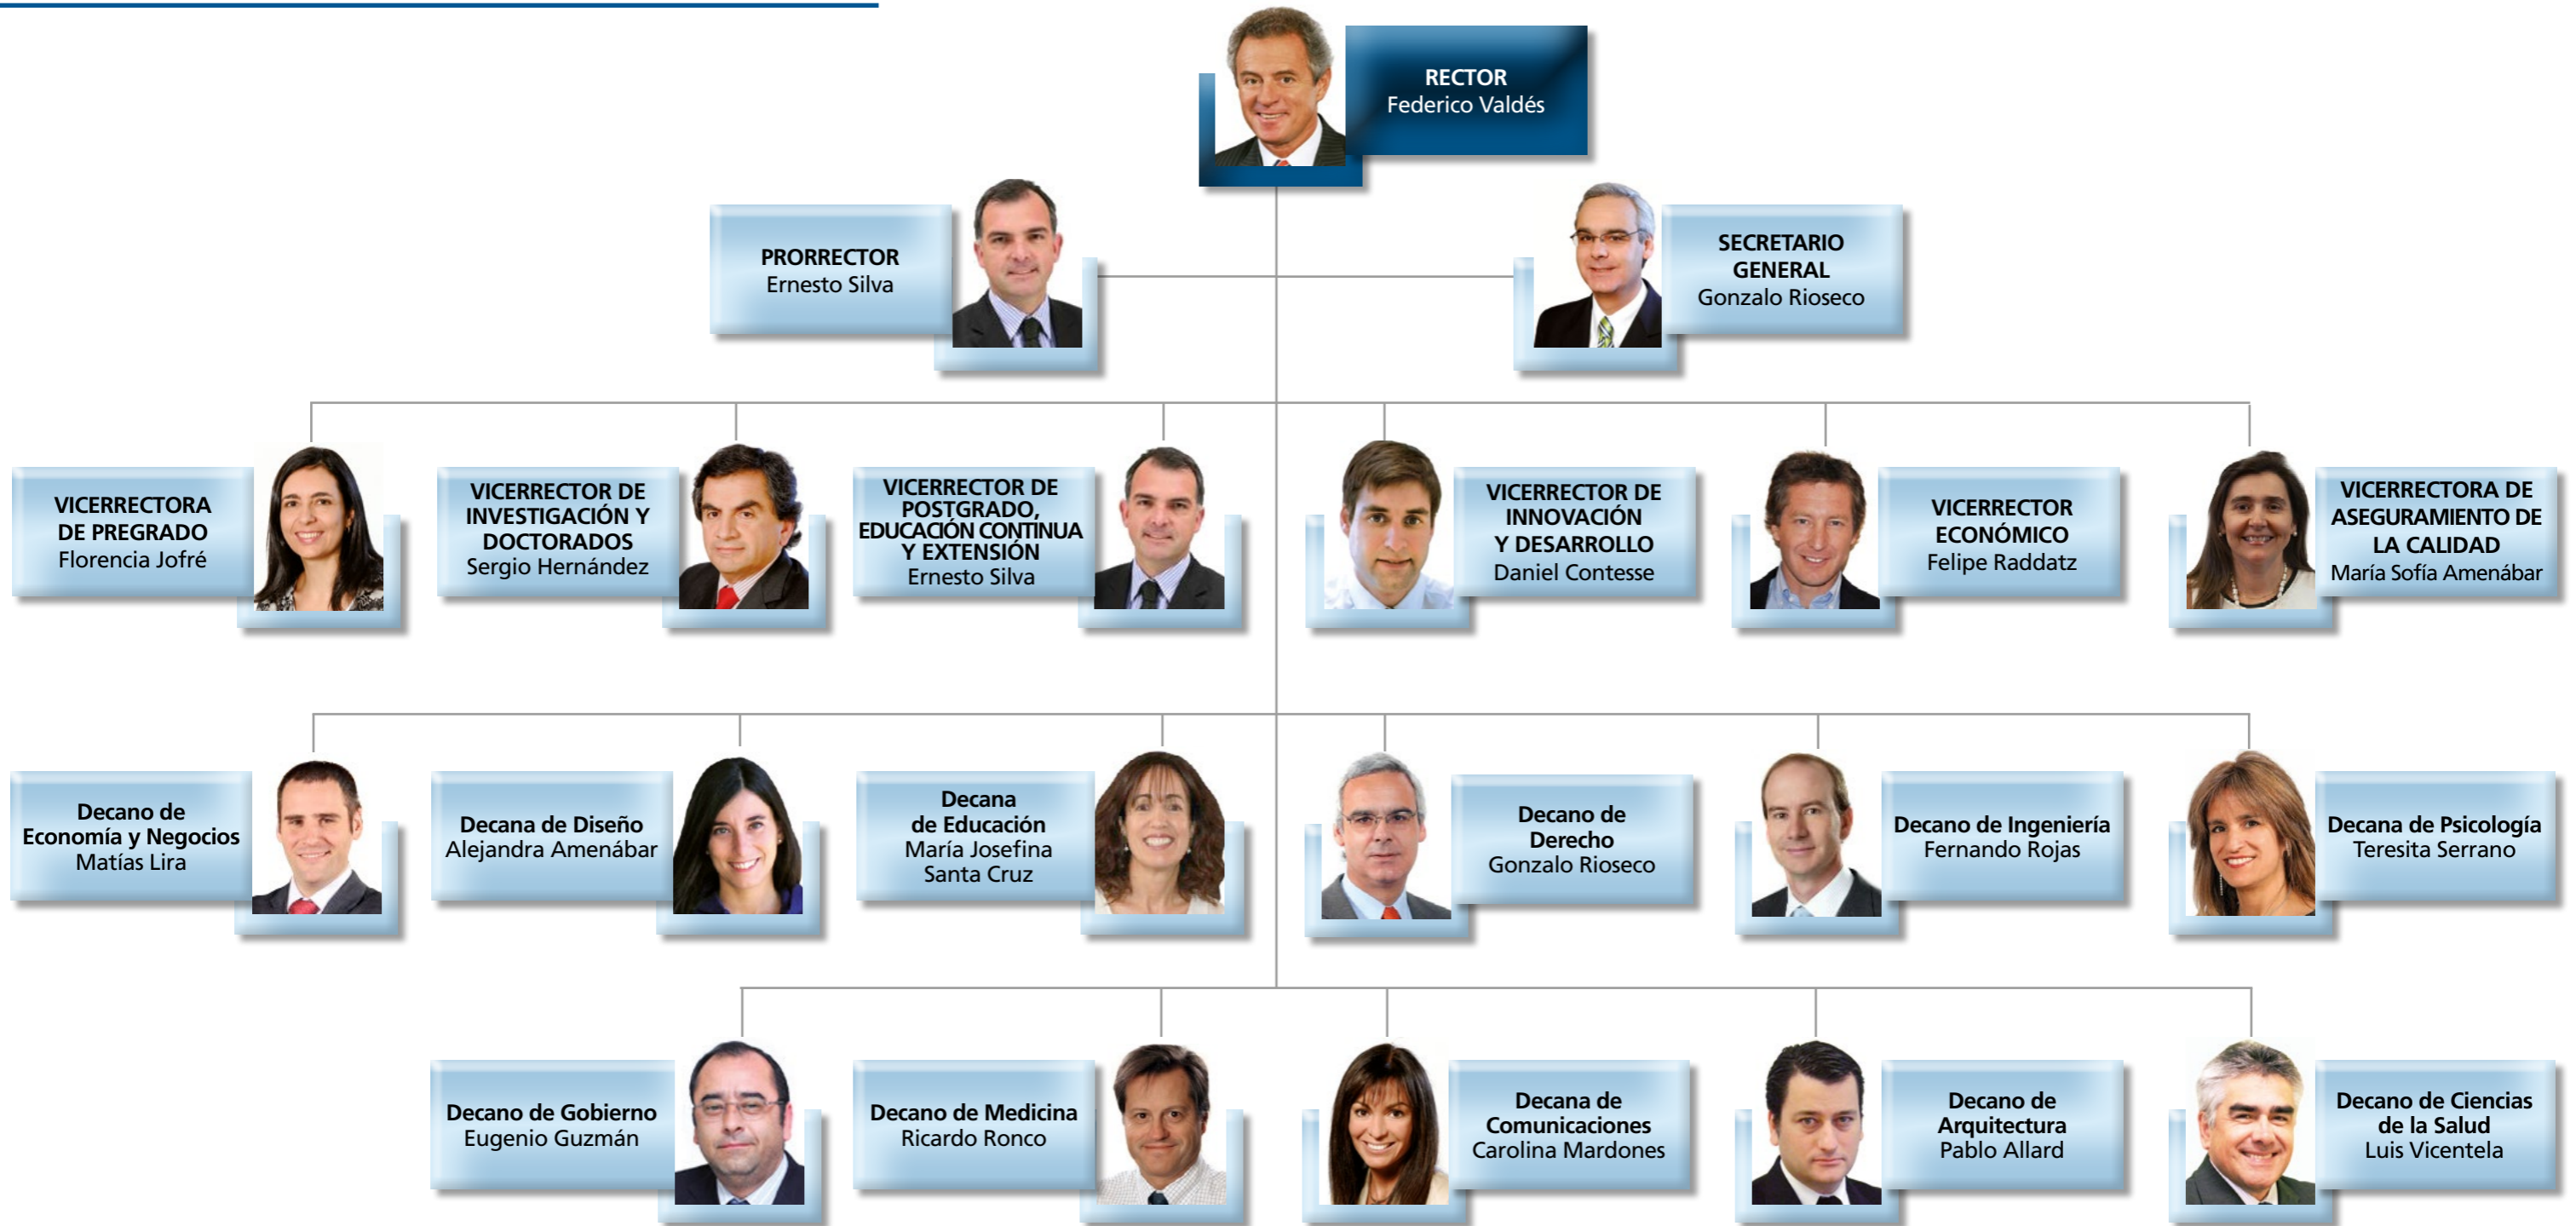 RECTOR
Federico Valdés
PRORRECTOR
Ernesto Silva
SECRETARIO
GENERAL
Gonzalo Rioseco
VICERRECTORA
DE PREGRADO
Florencia Jofré
VICERRECTOR DE
INVESTIGACIÓN Y
DOCTORADOS
Sergio Hernández
VICERRECTOR DE
POSTGRADO,
EDUCACIÓN CONTINUA
Y EXTENSIÓN
Ernesto Silva
VICERRECTOR DE
INNOVACIÓN
Y DESARROLLO
Daniel Contesse
VICERRECTOR
ECONÓMICO
Felipe Raddatz
VICERRECTORA DE
ASEGURAMIENTO DE
LA CALIDAD
María Sofía Amenábar
Decano de
Economía y Negocios
Matías Lira
Decana de Diseño
Alejandra Amenábar
Decana
de Educación
María Josefina
Santa Cruz
Decano de
Derecho
Gonzalo Rioseco
Decano de Ingeniería
Fernando Rojas
Decana de Psicología
Teresita Serrano
Decano de Gobierno
Eugenio Guzmán
Decano de Medicina
Ricardo Ronco
Decana de
Comunicaciones
Carolina Mardones
Decano de
Arquitectura
Pablo Allard
Decano de Ciencias
de la Salud
Luis Vicentela